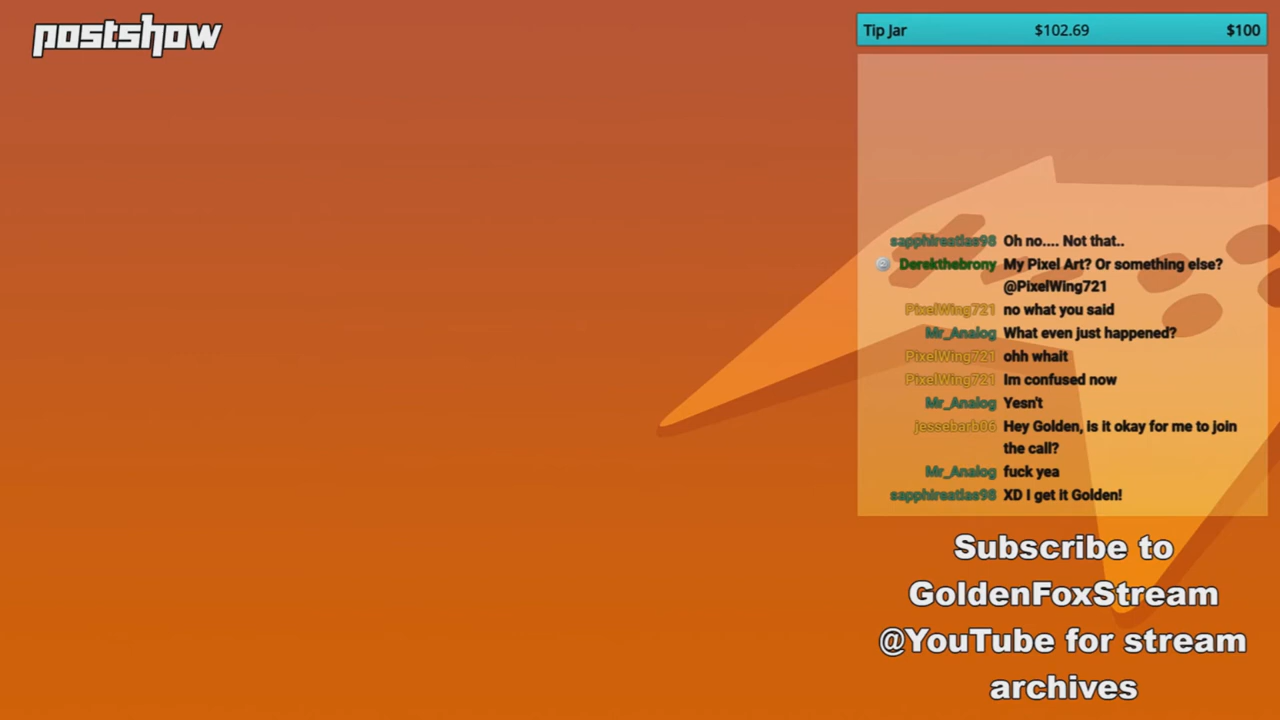 postshow
Tip Jar $102.69 $100
sapphireatlas98 Oh no.... Not that..
Derekthebrony My Pixel Art? Or something else?
@PixelWing721
PixelWing721 no what you said
Mr_Analog What even just happened?
PixelWing721 ohh whait
PixelWing721 Im confused now
Mr_Analog Yesn't
jessebarb06 Hey Golden, is it okay for me to join
the call?
Mr_Analog fuck yea
sapphireatlas98 XD I get it Golden!
Subscribe to
GoldenFoxStream
@YouTube for stream
archives